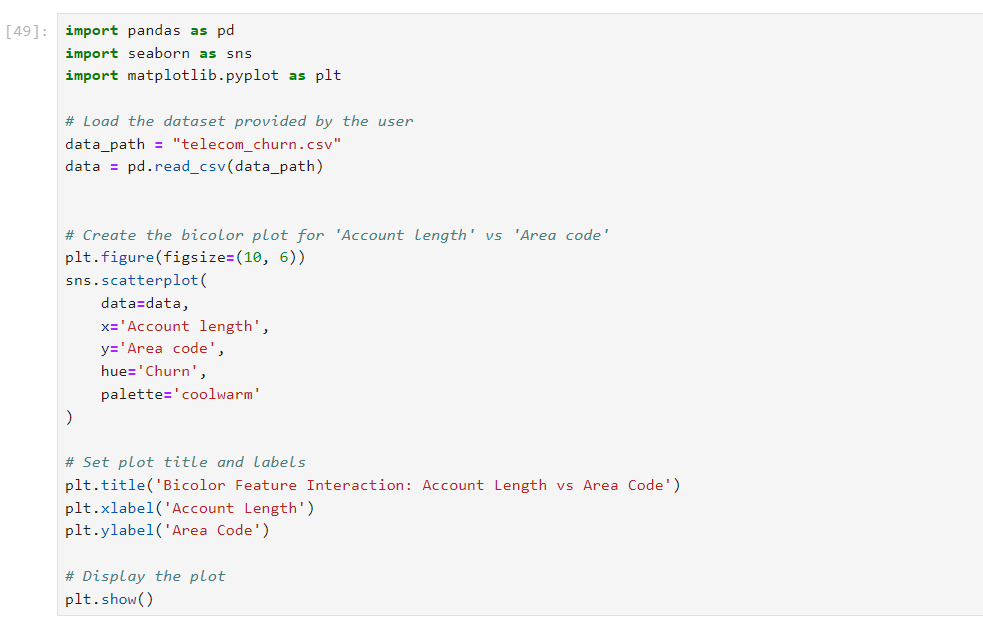 [49]:
import pandas as pd
import seaborn as sns
import matplotlib.pyplot as plt
# Load the dataset provided by the user
data_path = "telecom_churn.csv"
data = pd.read_csv(data_path)
# Create the bicolor plot for 'Account length' vs 'Area code'
plt.figure(figsize=(10, 6))
sns.scatterplot(
    data=data,
    x='Account length',
    y='Area code',
    hue='Churn',
    palette='coolwarm'
)
# Set plot title and labels
plt.title('Bicolor Feature Interaction: Account Length vs Area Code')
plt.xlabel('Account Length')
plt.ylabel('Area Code')
# Display the plot
plt.show()